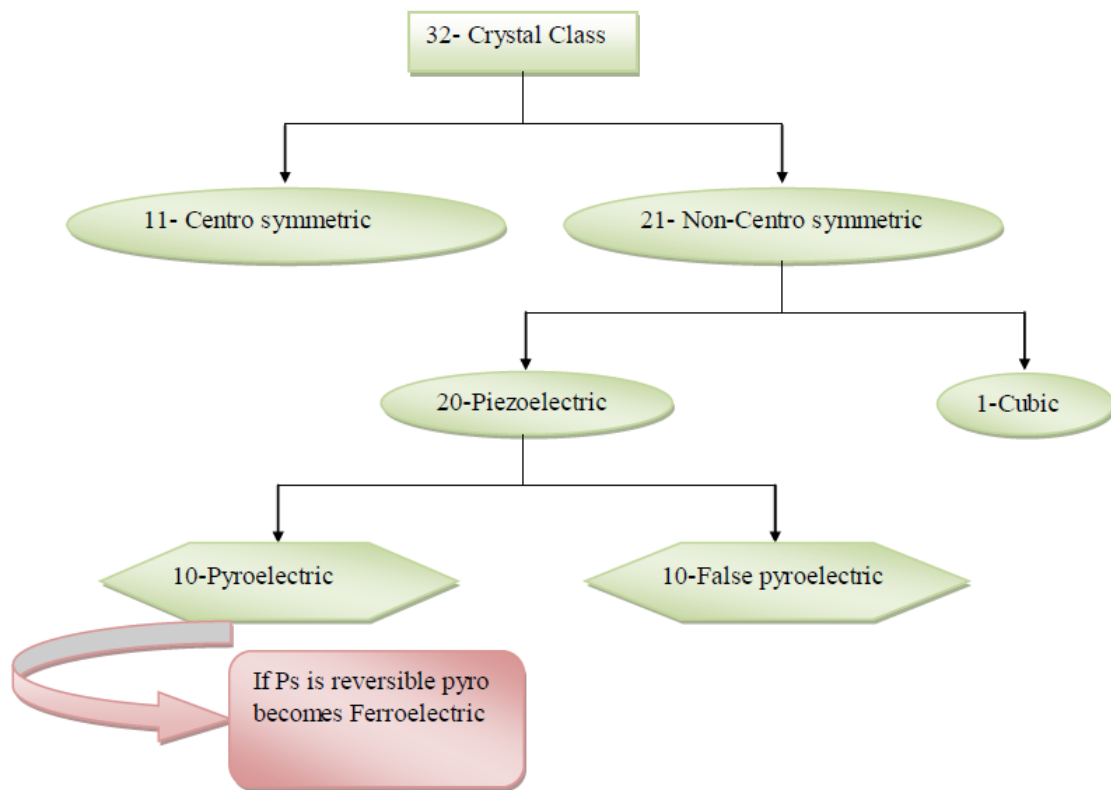 32- Crystal Class
11- Centro symmetric
21- Non-Centro symmetric
20-Piezoelectric
1-Cubic
10-Pyroelectric
10-False pyroelectric
If Ps is reversible pyro
becomes Ferroelectric